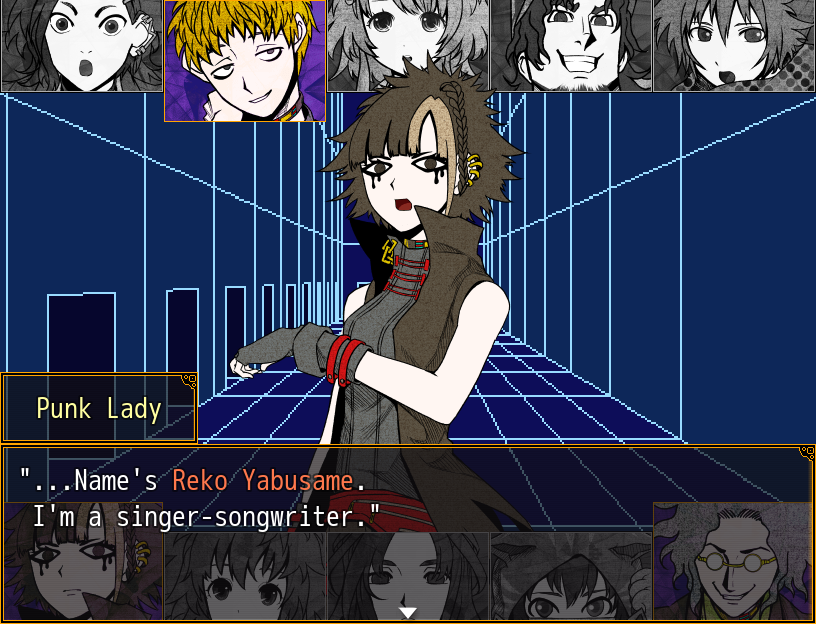 Punk Lady
"...Name's Reko Yabusame.
I'm a singer-songwriter."